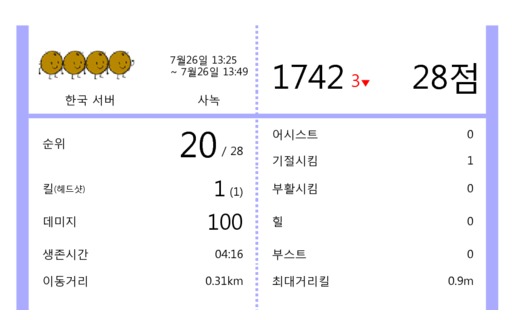 7월26일 13:25
~ 7월26일 13:49
한국 서버
사녹
1742 3▼
28점
순위 20 / 28
킬(헤드샷) 1 (1)
데미지 100
생존시간 04:16
이동거리 0.31km
어시스트 0
기절시킴 1
부활시킴 0
힐 0
부스트 0
최대거리킬 0.9m